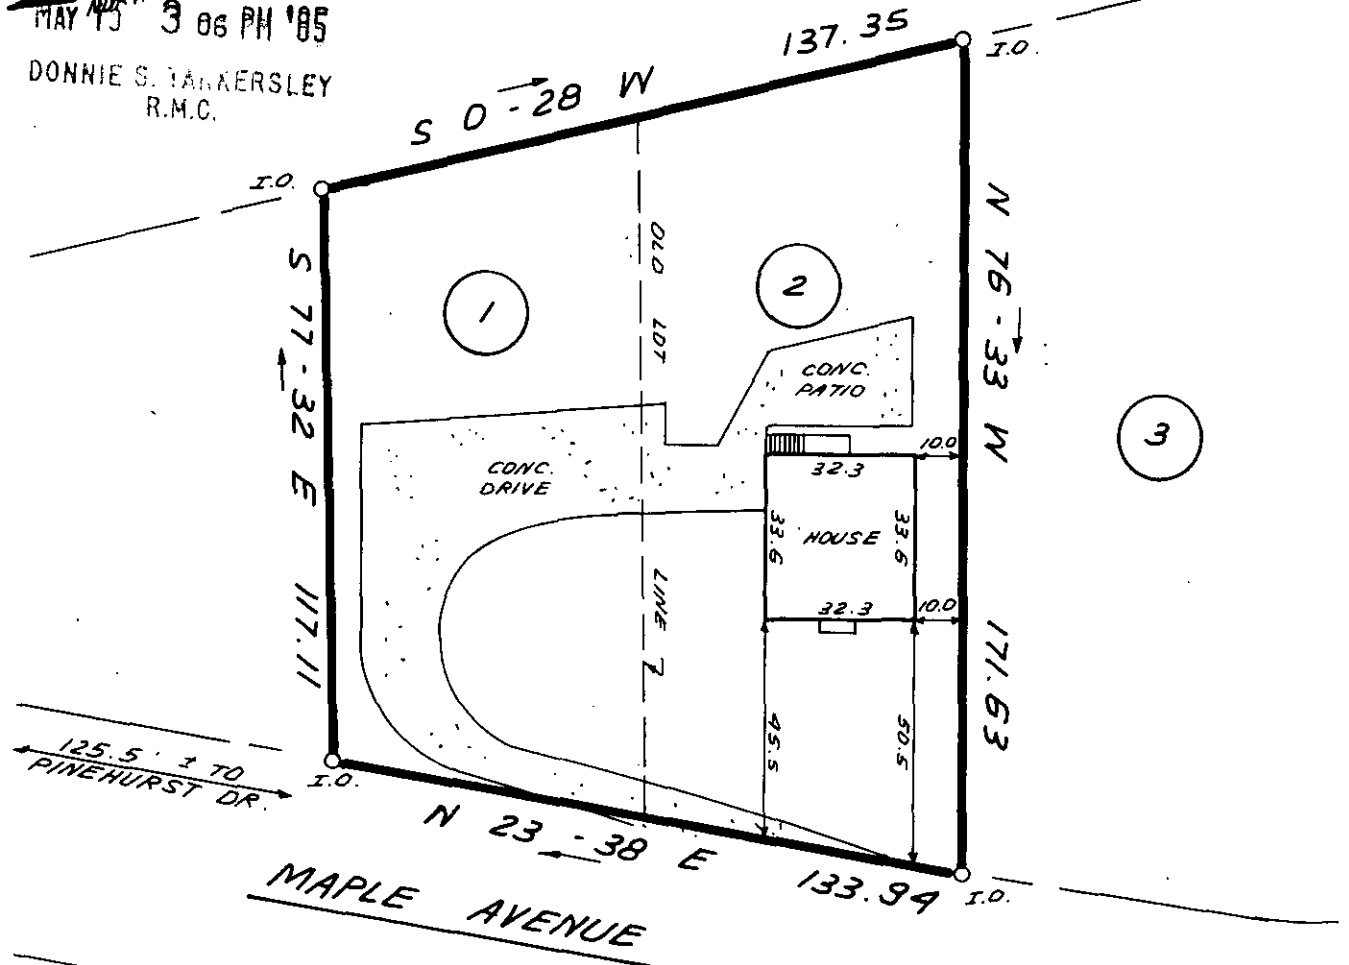 MAY 3 06 PM '85
DONNIE S. TANKERSLEY
R.M.C.
137.35
I.O.
S 0-28 W
I.O.
N 76-33 W
171.63
S 77-32 E
117.11
OLD LOT
LINE
1
2
3
CONC.
PATIO
10.0
32.3
CONC.
DRIVE
33.6
HOUSE
33.6
32.3
10.0
45.5
50.5
125.5' ± TO
PINEHURST DR.
I.O.
N 23-38 E
133.94
I.O.
MAPLE AVENUE